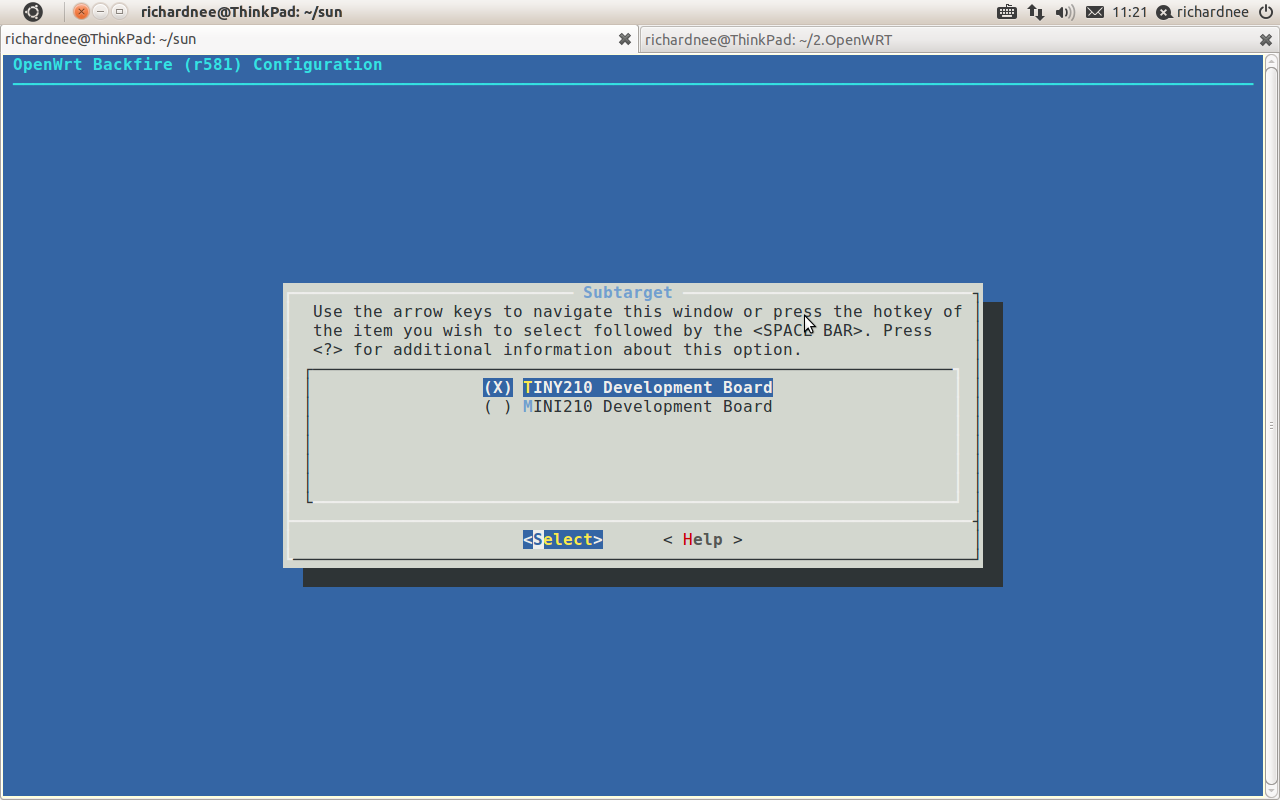 richardnee@ThinkPad: ~/sun
11:21 richardnee
richardnee@ThinkPad: ~/sun
richardnee@ThinkPad: ~/2.OpenWRT
OpenWrt Backfire (r581) Configuration
Subtarget
Use the arrow keys to navigate this window or press the hotkey of
the item you wish to select followed by the <SPACE BAR>. Press
<?> for additional information about this option.
(X) TINY210 Development Board
( ) MINI210 Development Board
<Select> < Help >